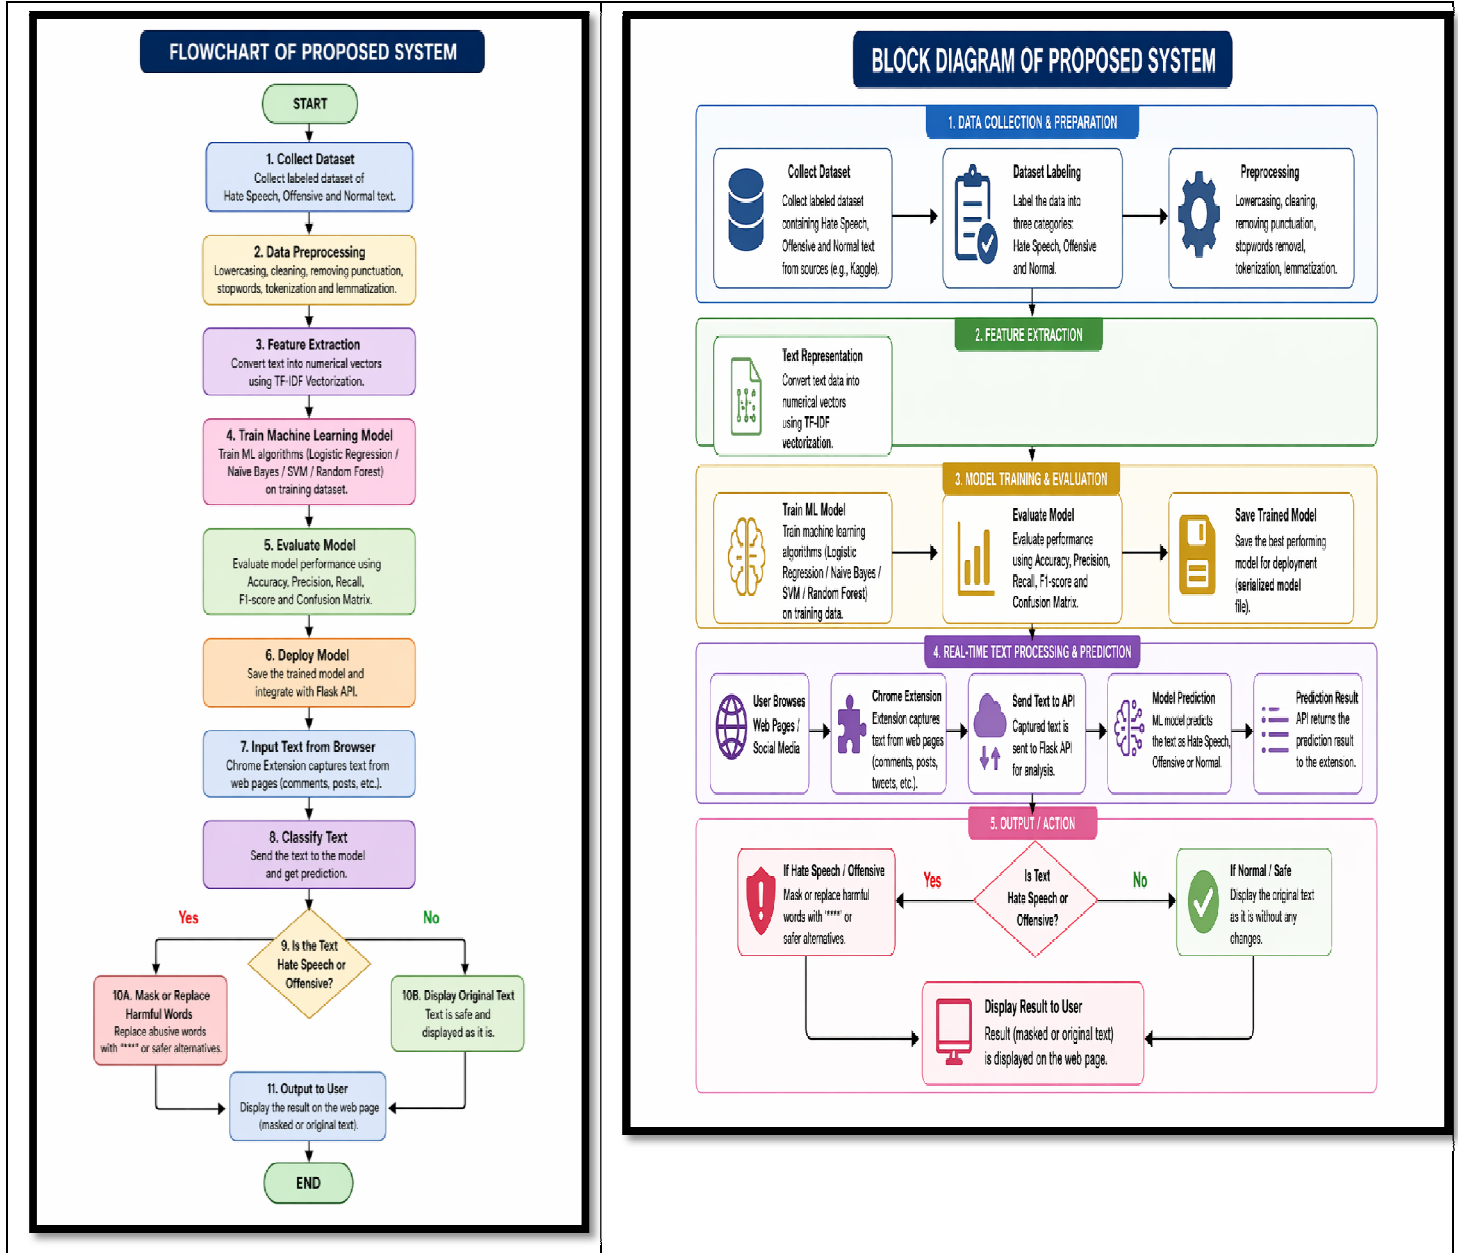 FLOWCHART OF PROPOSED SYSTEM
START
1. Collect Dataset
Collect labeled dataset of
Hate Speech, Offensive and Normal text.
2. Data Preprocessing
Lowercasing, cleaning, removing punctuation,
stopwords, tokenization and lemmatization.
3. Feature Extraction
Convert text into numerical vectors
using TF-IDF Vectorization.
4. Train Machine Learning Model
Train ML algorithms (Logistic Regression /
Naïve Bayes / SVM / Random Forest)
on training dataset.
5. Evaluate Model
Evaluate model performance using
Accuracy, Precision, Recall,
F1-score and Confusion Matrix.
6. Deploy Model
Save the trained model and
integrate with Flask API.
7. Input Text from Browser
Chrome Extension captures text from
web pages (comments, posts, etc.).
8. Classify Text
Send the text to the model
and get prediction.
Yes
No
9. Is the Text
Hate Speech or
Offensive?
10A. Mask or Replace
Harmful Words
Replace abusive words
with "***" or safer alternatives.
10B. Display Original Text
Text is safe and
displayed as it is.
11. Output to User
Display the result on the web page
(masked or original text).
END
BLOCK DIAGRAM OF PROPOSED SYSTEM
1. DATA COLLECTION & PREPARATION
Collect Dataset
Collect labeled dataset
containing Hate Speech,
Offensive and Normal text
from sources (e.g., Kaggle).
Dataset Labeling
Label the data into
three categories:
Hate Speech, Offensive
and Normal.
Preprocessing
Lowercasing, cleaning,
removing punctuation,
stopwords removal,
tokenization, lemmatization.
2. FEATURE EXTRACTION
Text Representation
Convert text data into
numerical vectors
using TF-IDF
vectorization.
3. MODEL TRAINING & EVALUATION
Train ML Model
Train machine learning
algorithms (Logistic
Regression / Naive Bayes /
SVM / Random Forest)
on training data.
Evaluate Model
Evaluate performance
using Accuracy, Precision,
Recall, F1-score and
Confusion Matrix.
Save Trained Model
Save the best performing
model for deployment
(serialized model
file).
4. REAL-TIME TEXT PROCESSING & PREDICTION
User Browses
Web Pages /
Social Media
Chrome Extension
Extension captures
text from web pages
(comments, posts,
tweets, etc.).
Send Text to API
Captured text is
sent to Flask API
for analysis.
Model Prediction
ML model predicts
the text as Hate Speech,
Offensive or Normal.
Prediction Result
API returns the
prediction result
to the extension.
5. OUTPUT / ACTION
If Hate Speech / Offensive
Mask or replace harmful
words with '****' or
safer alternatives.
Yes
Is Text
Hate Speech or
Offensive?
No
If Normal / Safe
Display the original text
as it is without any
changes.
Display Result to User
Result (masked or original text)
is displayed on the web page.